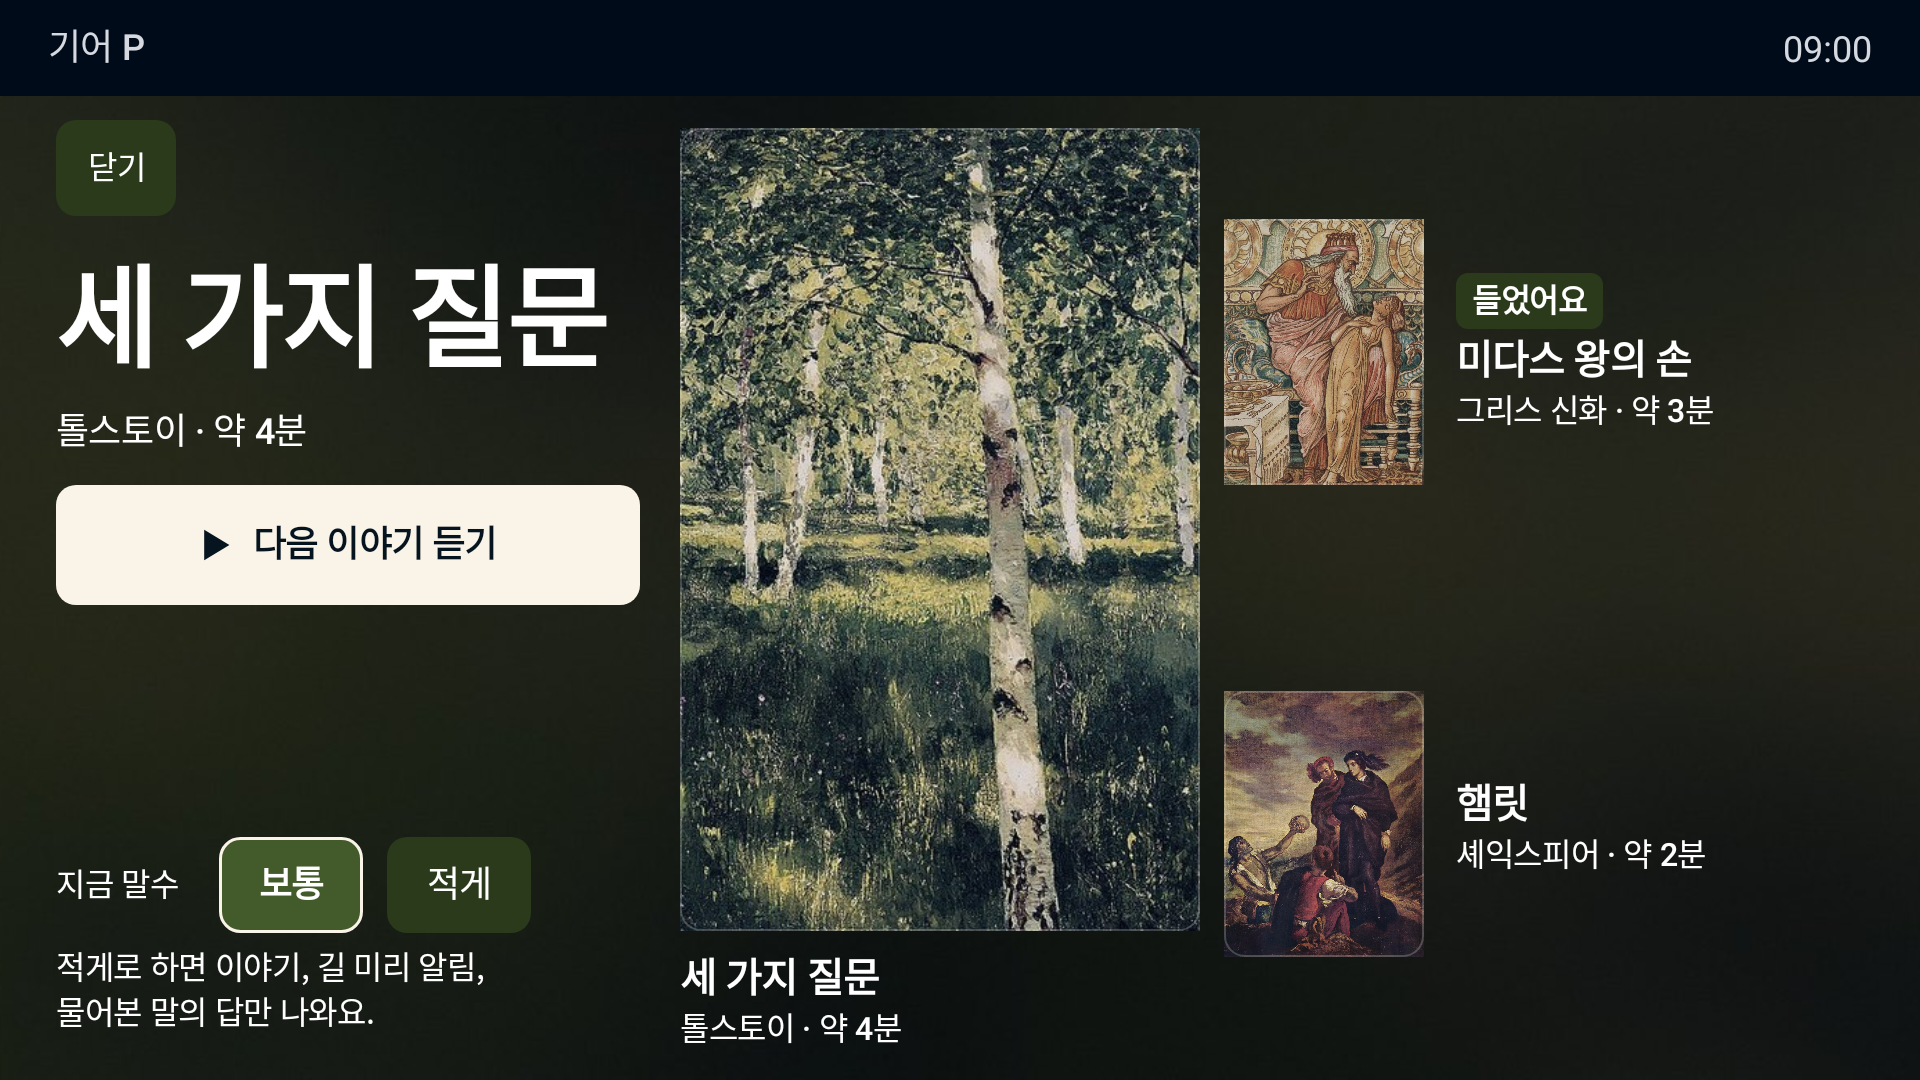 기어 P
09:00
닫기
세 가지 질문
톨스토이 · 약 4분
▶ 다음 이야기 듣기
지금 말수
보통
적게
적게로 하면 이야기, 길 미리 알림,
물어본 말의 답만 나와요.
세 가지 질문
톨스토이 · 약 4분
들었어요
미다스 왕의 손
그리스 신화 · 약 3분
햄릿
셰익스피어 · 약 2분